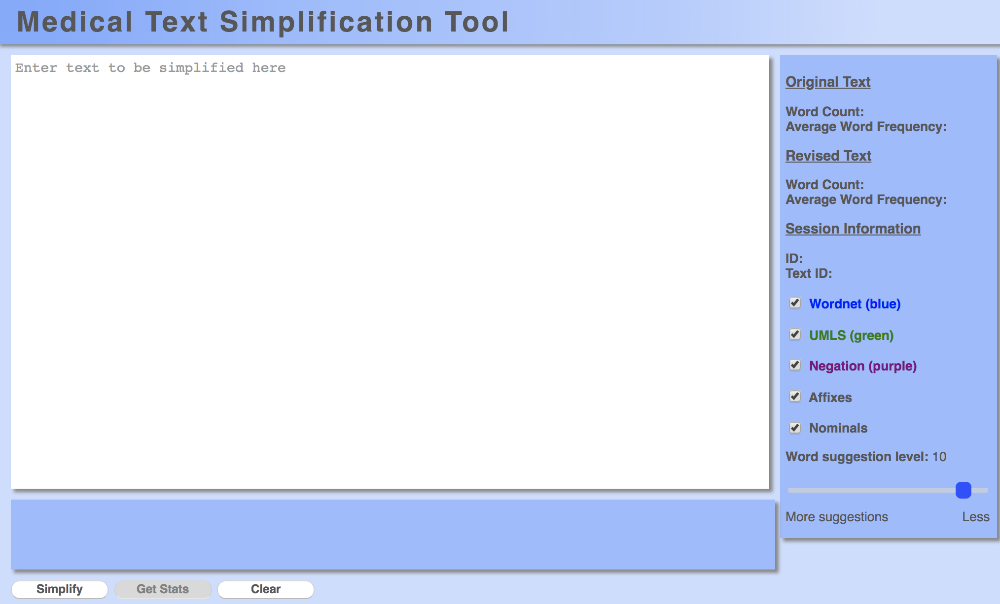 Medical Text Simplification Tool
Enter text to be simplified here
Original Text
Word Count:
Average Word Frequency:
Revised Text
Word Count:
Average Word Frequency:
Session Information
ID:
Text ID:
Wordnet (blue)
UMLS (green)
Negation (purple)
Affixes
Nominals
Word suggestion level: 10
More suggestions Less
Simplify Get Stats Clear